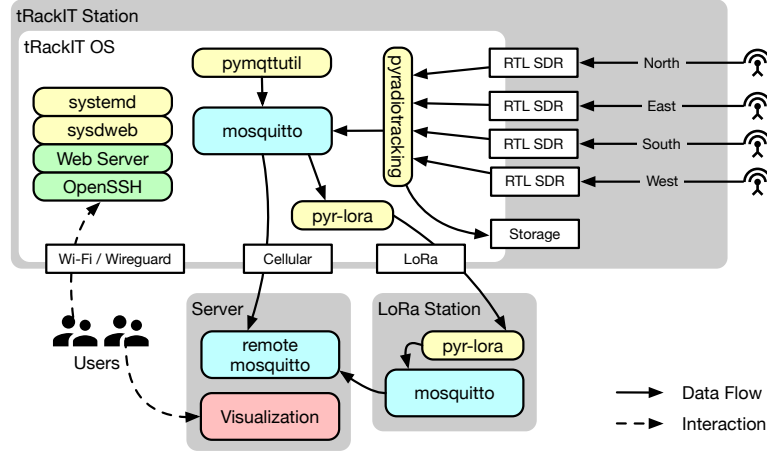 tRackIT Station
tRackIT OS
pymqttutil
pyradiotracking
RTL SDR
North
systemd
sysdweb
Web Server
OpenSSH
mosquitto
RTL SDR
East
RTL SDR
South
RTL SDR
West
pyr-lora
Storage
Wi-Fi / Wireguard
Cellular
LoRa
Server
LoRa Station
Users
remote
mosquitto
pyr-lora
mosquitto
Visualization
Data Flow
Interaction